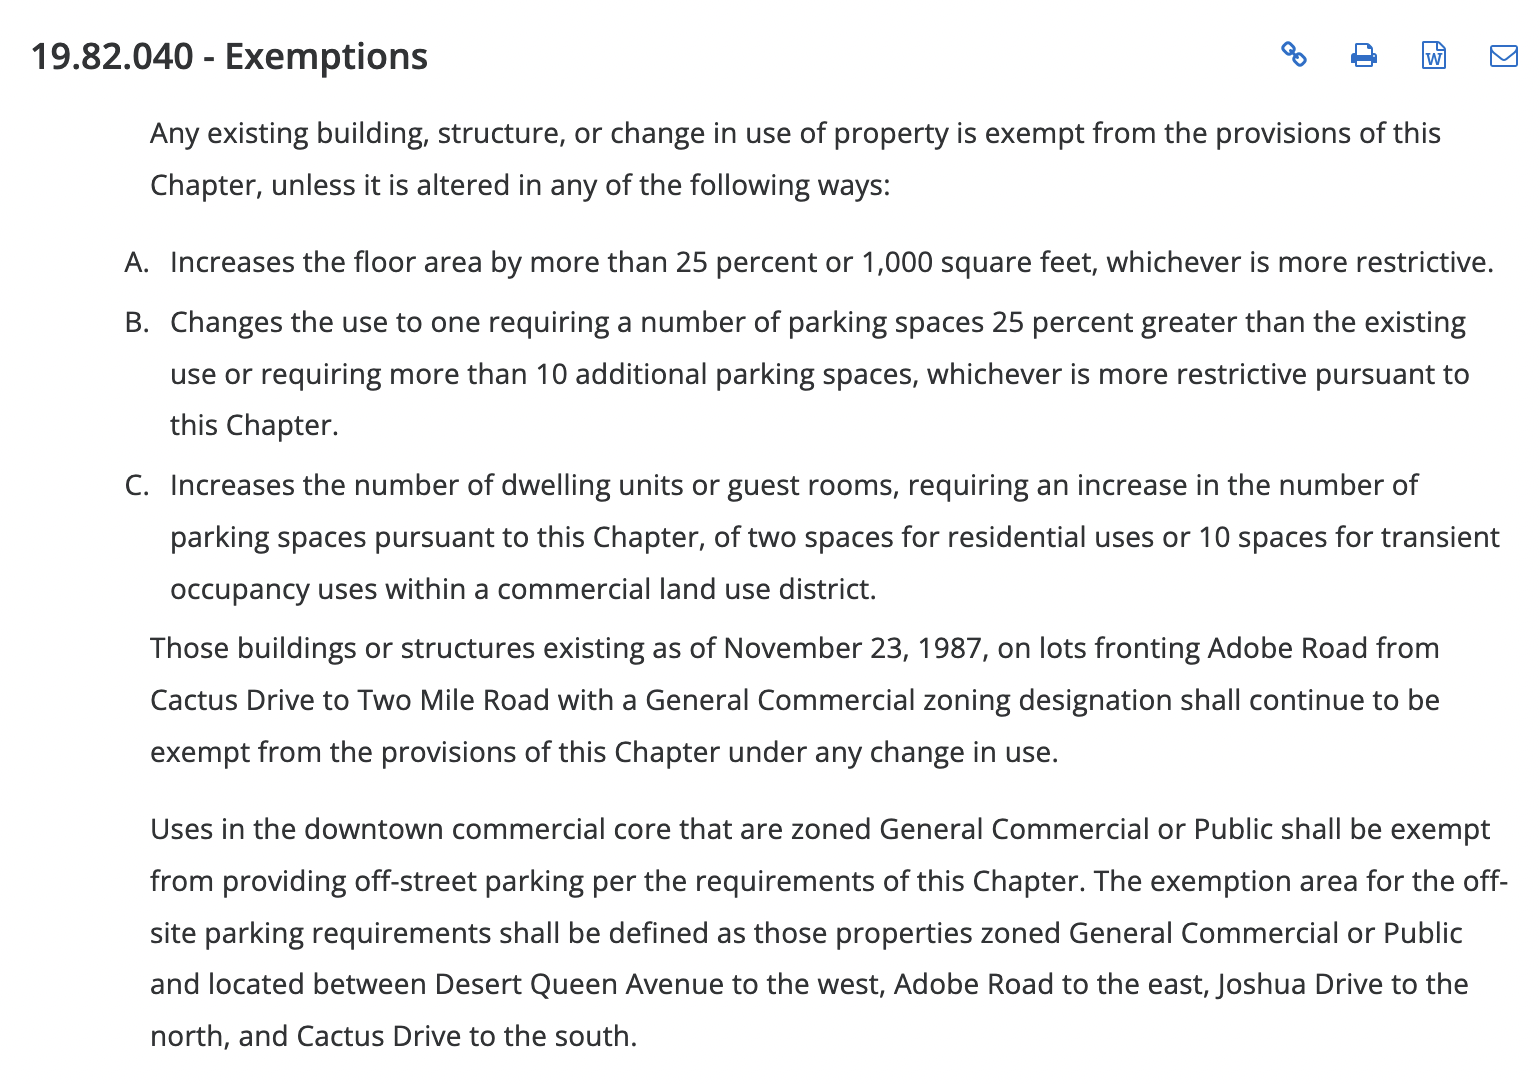 19.82.040 - Exemptions
W
Any existing building, structure, or change in use of property is exempt from the provisions of this
Chapter, unless it is altered in any of the following ways:
A. Increases the floor area by more than 25 percent or 1,000 square feet, whichever is more restrictive.
B. Changes the use to one requiring a number of parking spaces 25 percent greater than the existing
use or requiring more than 10 additional parking spaces, whichever is more restrictive pursuant to
this Chapter.
C. Increases the number of dwelling units or guest rooms, requiring an increase in the number of
parking spaces pursuant to this Chapter, of two spaces for residential uses or 10 spaces for transient
occupancy uses within a commercial land use district.
Those buildings or structures existing as of November 23, 1987, on lots fronting Adobe Road from
Cactus Drive to Two Mile Road with a General Commercial zoning designation shall continue to be
exempt from the provisions of this Chapter under any change in use.
Uses in the downtown commercial core that are zoned General Commercial or Public shall be exempt
from providing off-street parking per the requirements of this Chapter. The exemption area for the off-
site parking requirements shall be defined as those properties zoned General Commercial or Public
and located between Desert Queen Avenue to the west, Adobe Road to the east, Joshua Drive to the
north, and Cactus Drive to the south.